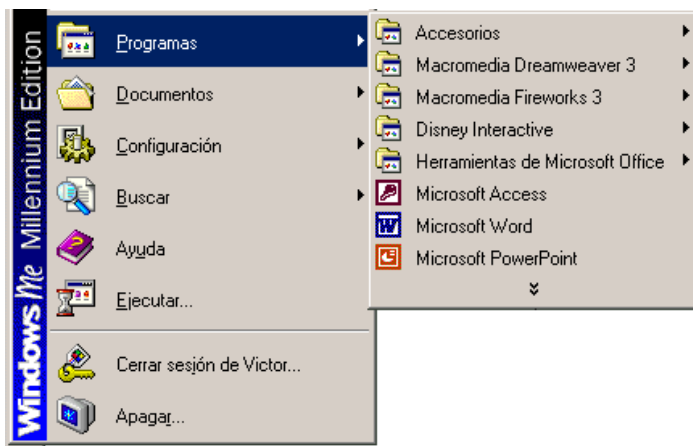 Windows Me Millennium Edition
Programas
Documentos
Configuración
Buscar
Ayuda
Ejecutar...
Cerrar sesión de Victor...
Apagar...
Accesorios
Macromedia Dreamweaver 3
Macromedia Fireworks 3
Disney Interactive
Herramientas de Microsoft Office
Microsoft Access
Microsoft Word
Microsoft PowerPoint